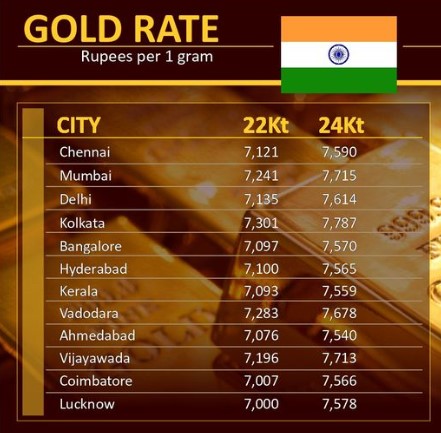 GOLD RATE
Rupees per 1 gram
CITY 22Kt 24Kt
Chennai 7,121 7,590
Mumbai 7,241 7,715
Delhi 7,135 7,614
Kolkata 7,301 7,787
Bangalore 7,097 7,570
Hyderabad 7,100 7,565
Kerala 7,093 7,559
Vadodara 7,283 7,678
Ahmedabad 7,076 7,540
Vijayawada 7,196 7,713
Coimbatore 7,007 7,566
Lucknow 7,000 7,578